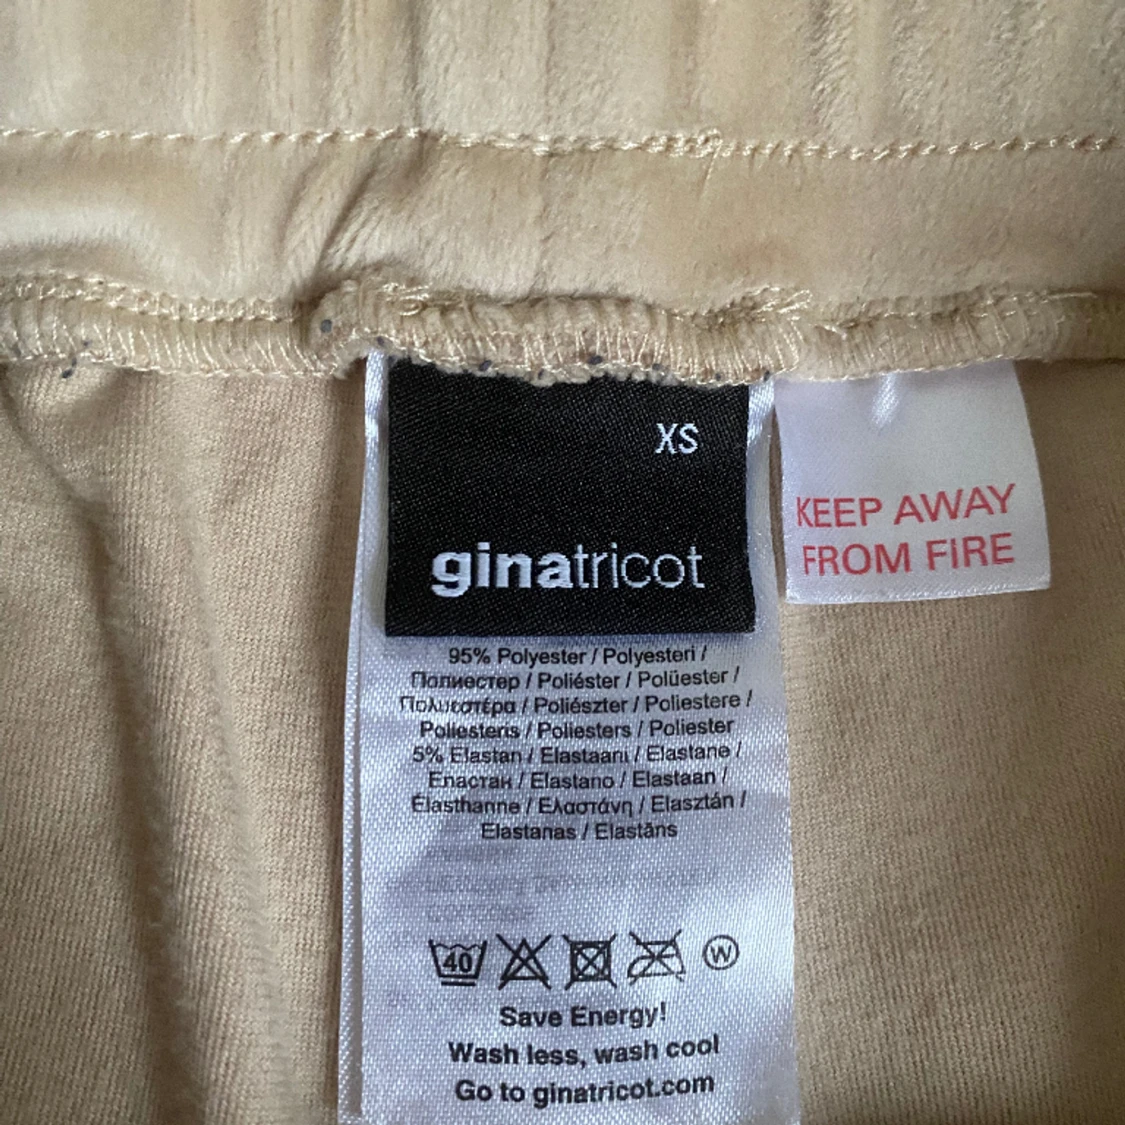 XS
ginatricot
KEEP AWAY
FROM FIRE
95% Polyester / Polyesteri /
Полиестер / Poliéster / Polüester /
Πολυεστέρα / Poliészter / Poliestere /
Poliesteris / Poliesters / Poliester
5% Elastan / Elastaani / Elastane /
Еластан / Elastano / Elastaan /
Élasthanne / Ελαστάνη / Elasztán /
Elastanas / Elastāns
40
W
Save Energy!
Wash less, wash cool
Go to ginatricot.com